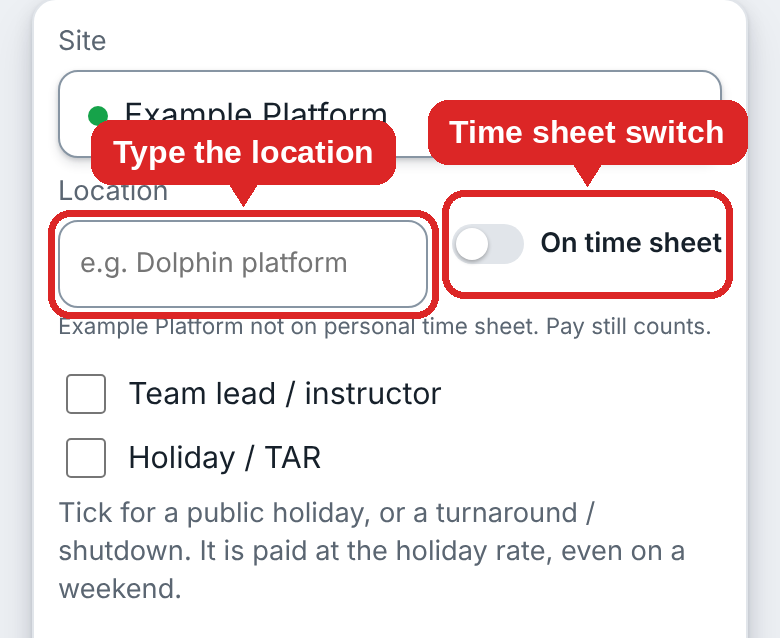 Site
Example Platform
Time sheet switch
Type the location
Location
e.g. Dolphin platform
On time sheet
Example Platform not on personal time sheet. Pay still counts.
Team lead / instructor
Holiday / TAR
Tick for a public holiday, or a turnaround /
shutdown. It is paid at the holiday rate, even on a
weekend.